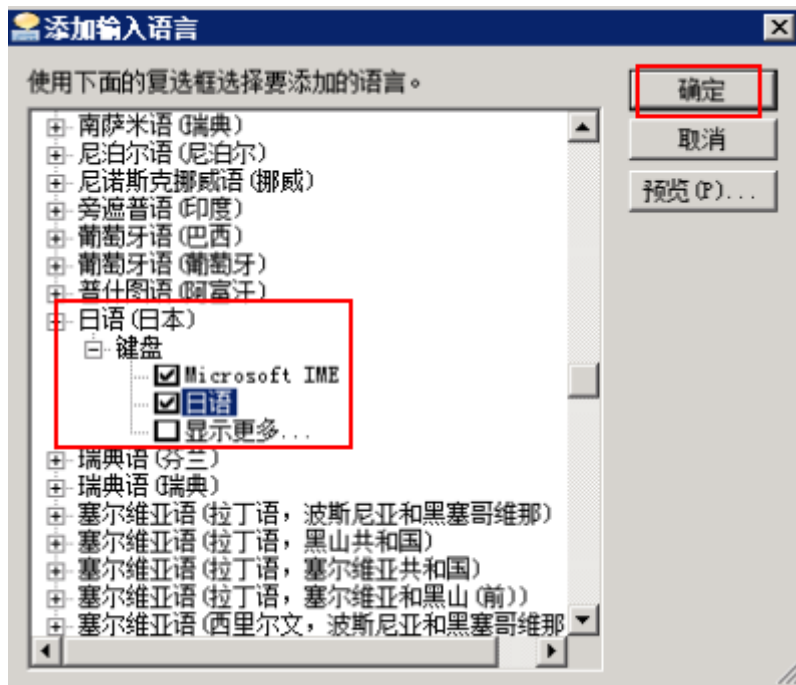 添加输入语言
使用下面的复选框选择要添加的语言。
确定
取消
预览(P)...
南萨米语(瑞典)
尼泊尔语(尼泊尔)
尼诺斯克挪威语(挪威)
旁遮普语(印度)
葡萄牙语(巴西)
葡萄牙语(葡萄牙)
普什图语(阿富汗)
日语(日本)
键盘
Microsoft IME
日语
显示更多...
瑞典语(芬兰)
瑞典语(瑞典)
塞尔维亚语(拉丁语，波斯尼亚和黑塞哥维那)
塞尔维亚语(拉丁语，黑山共和国)
塞尔维亚语(拉丁语，塞尔维亚共和国)
塞尔维亚语(拉丁语，塞尔维亚和黑山(前))
塞尔维亚语(西里尔文，波斯尼亚和黑塞哥维那